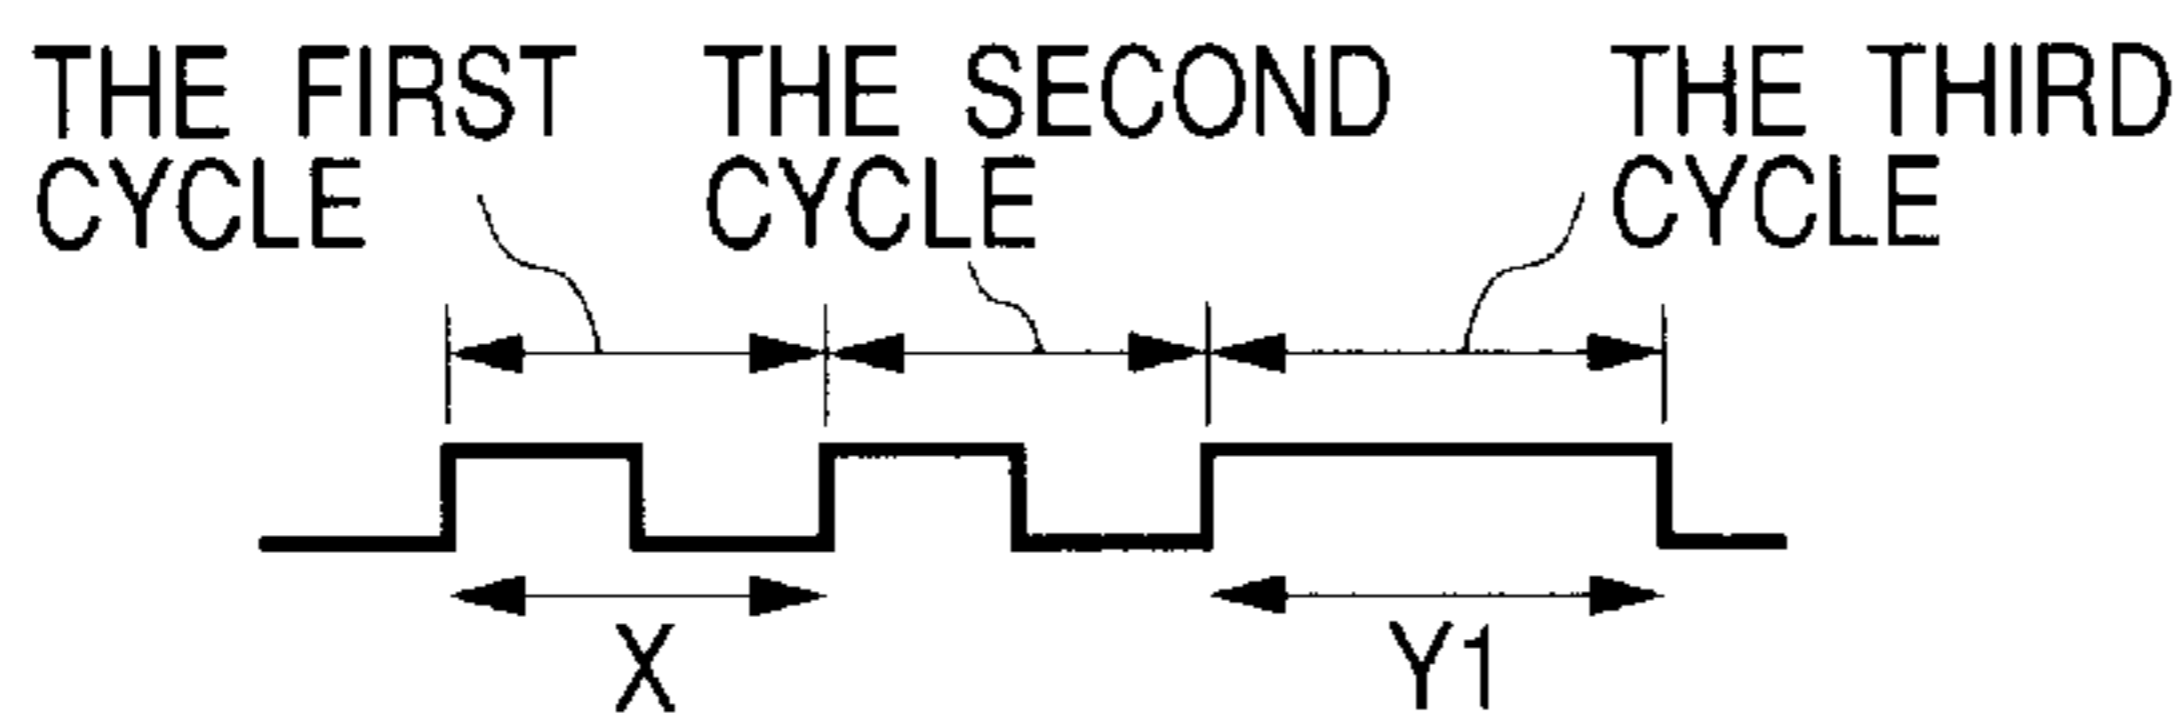 THE FIRST
CYCLE
THE SECOND
CYCLE
THE THIRD
CYCLE
X
Y1